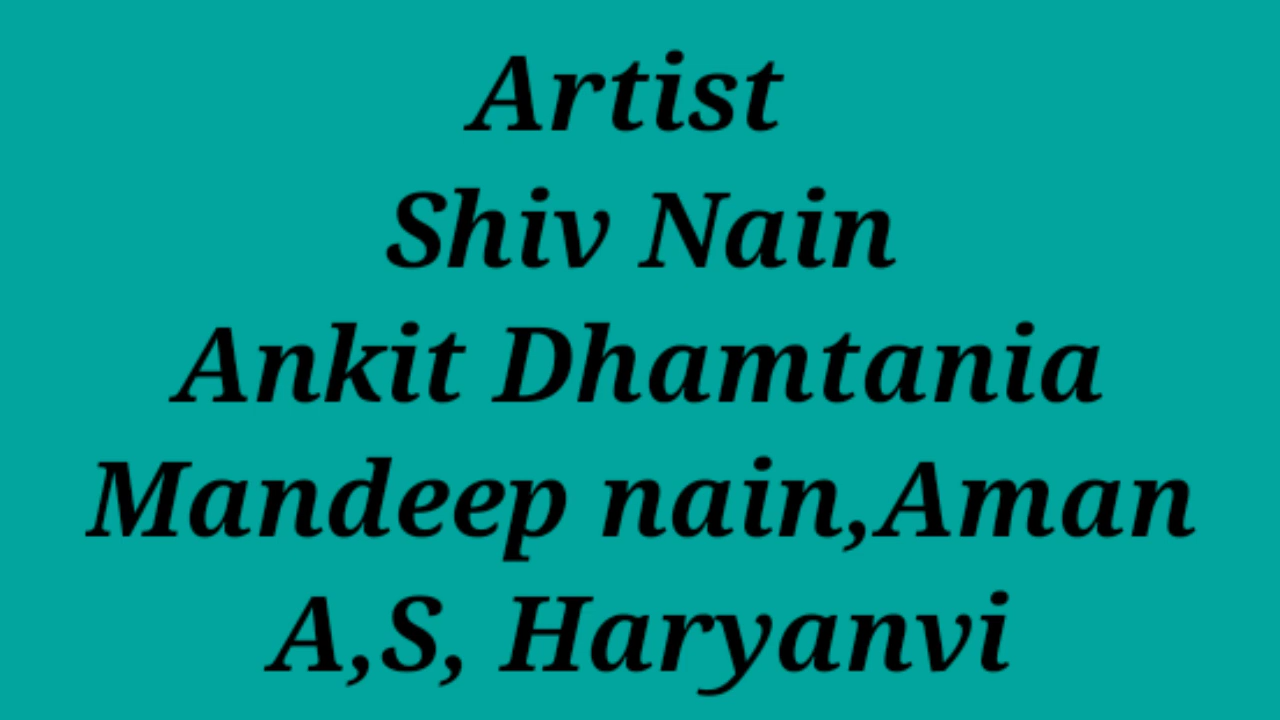 Artist
Shiv Nain
Ankit Dhamtania
Mandeep nain,Aman
A,S, Haryanvi